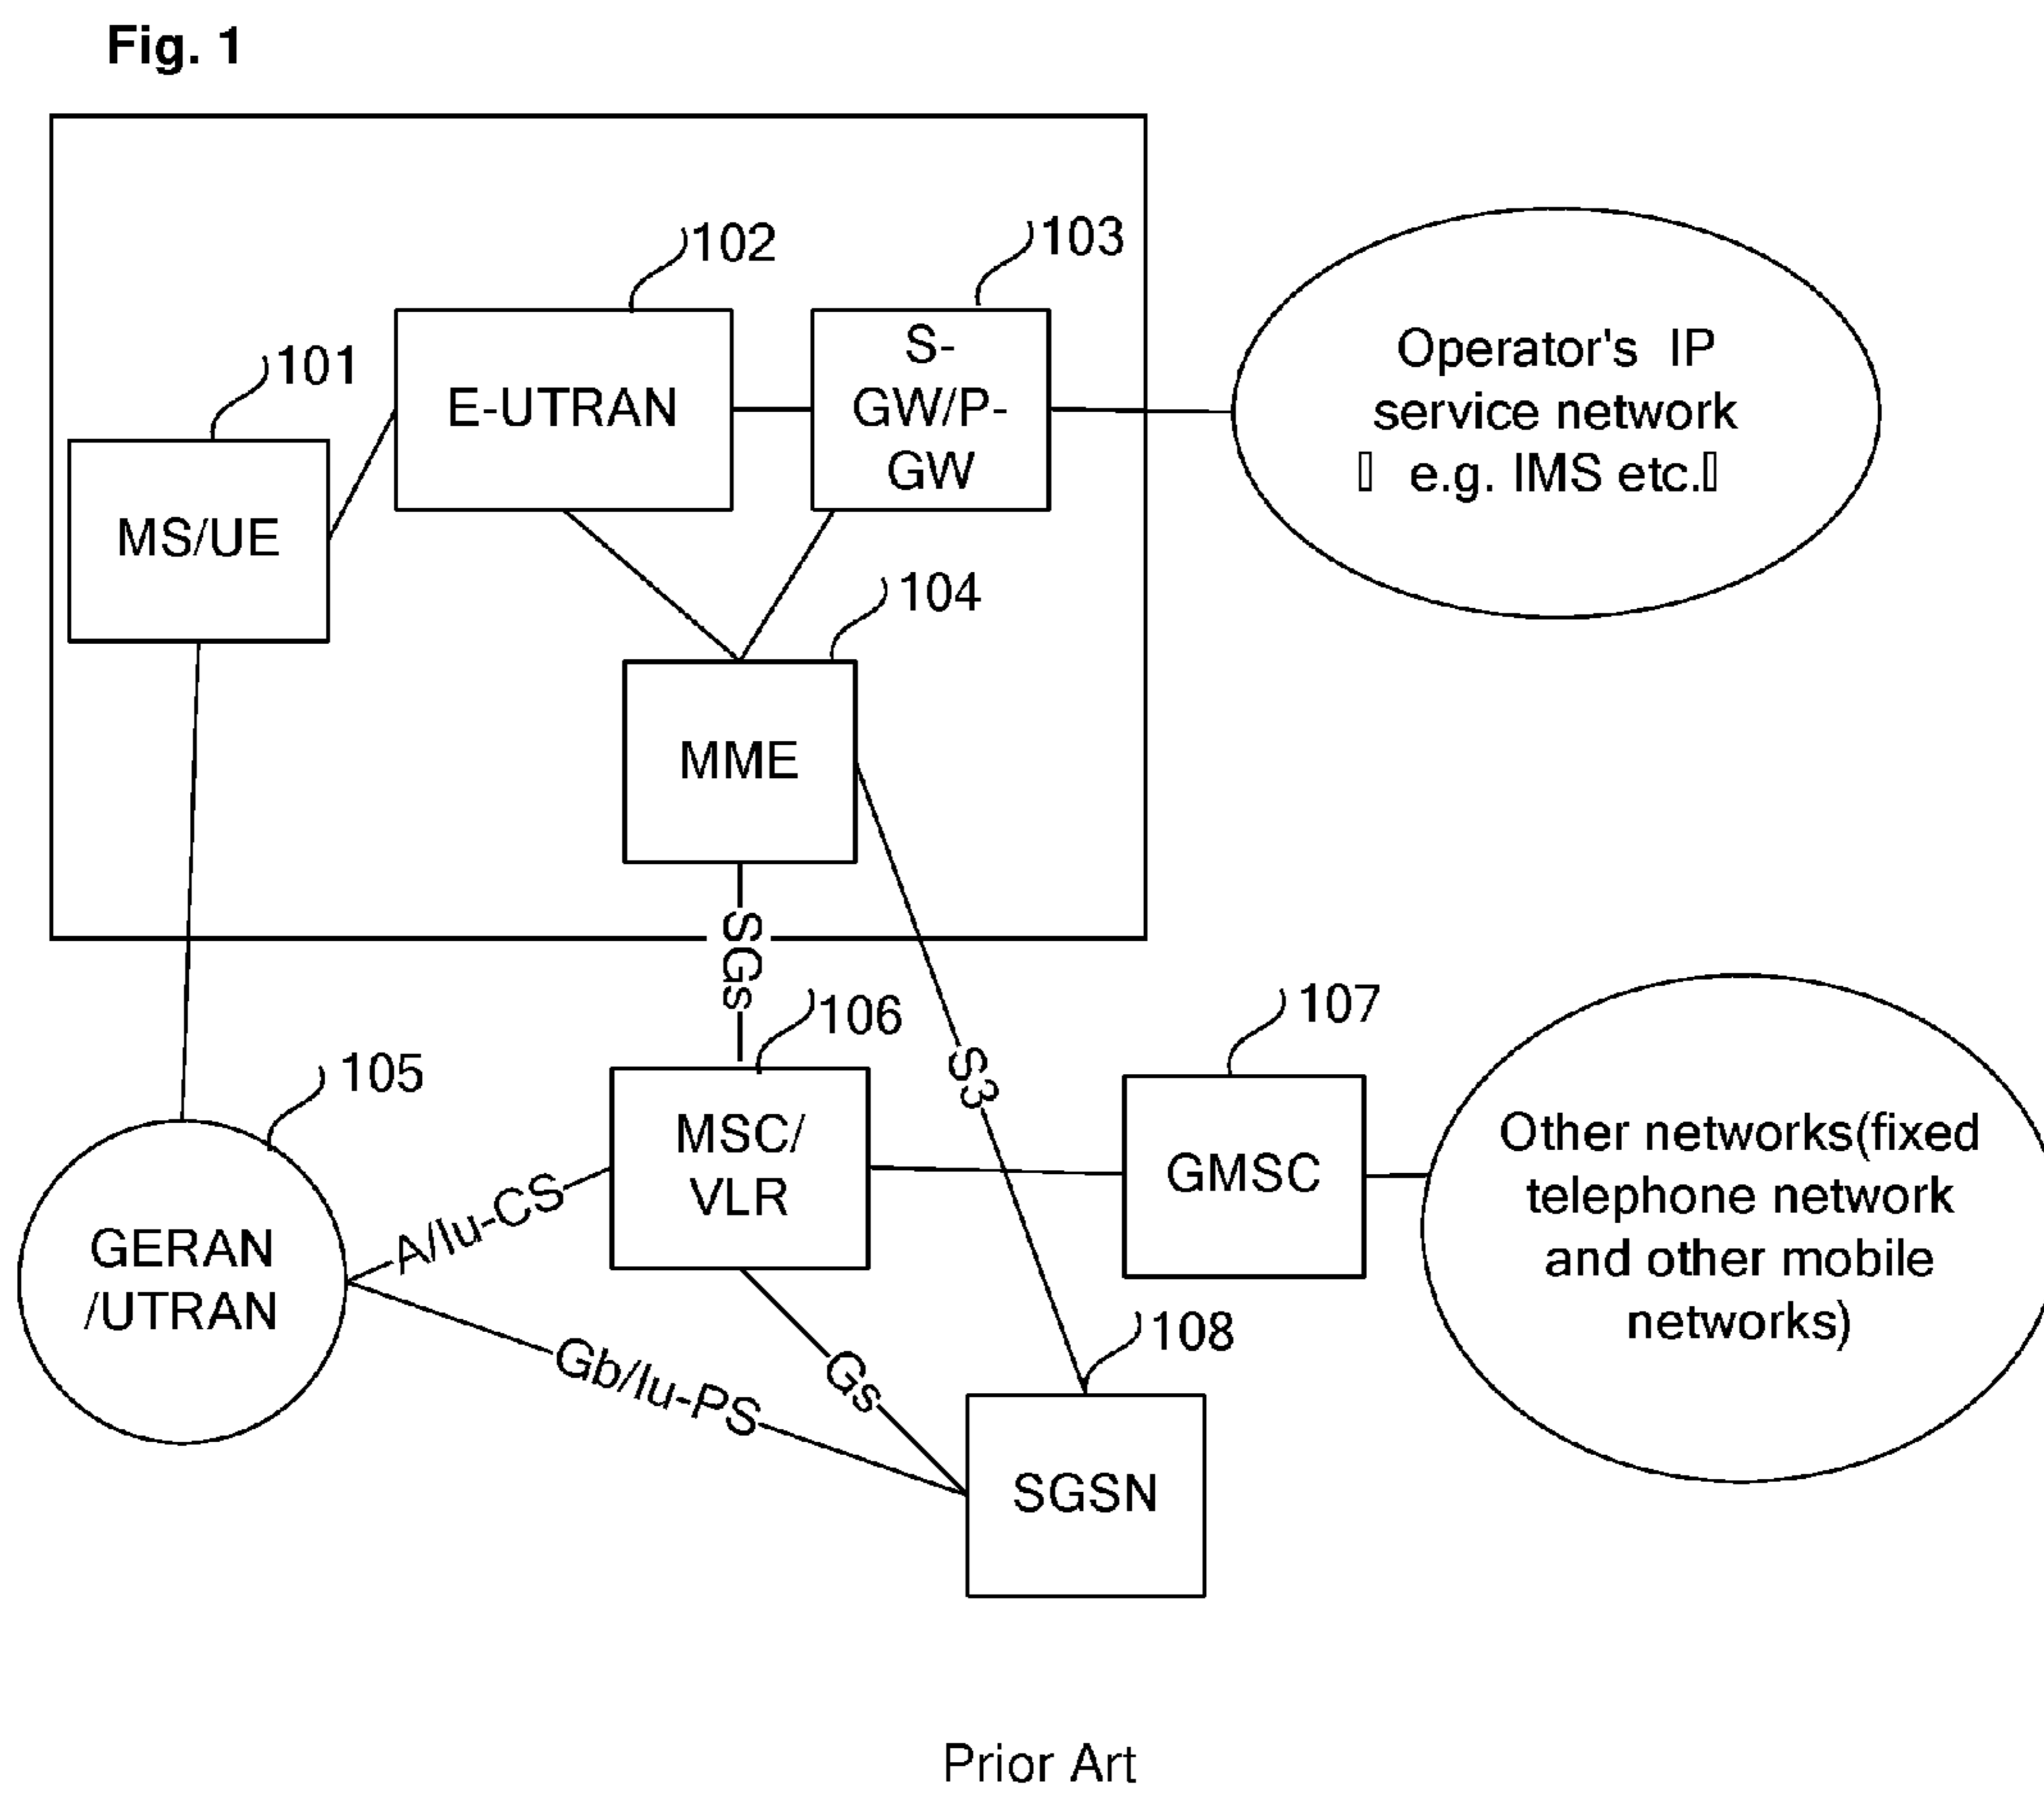 Fig. 1
102
103
101
E-UTRAN
S-
GW/P-
GW
Operator's IP
service network
e.g. IMS etc.
MS/UE
104
MME
SGs
106
107
S3
105
MSC/
VLR
GMSC
Other networks(fixed
telephone network
and other mobile
networks)
A/Iu-CS
GERAN
/UTRAN
108
Gb/Iu-PS
Gs
SGSN
Prior Art